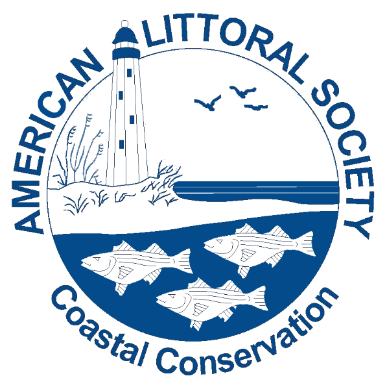 AMERICAN LITTORAL SOCIETY
Coastal Conservation